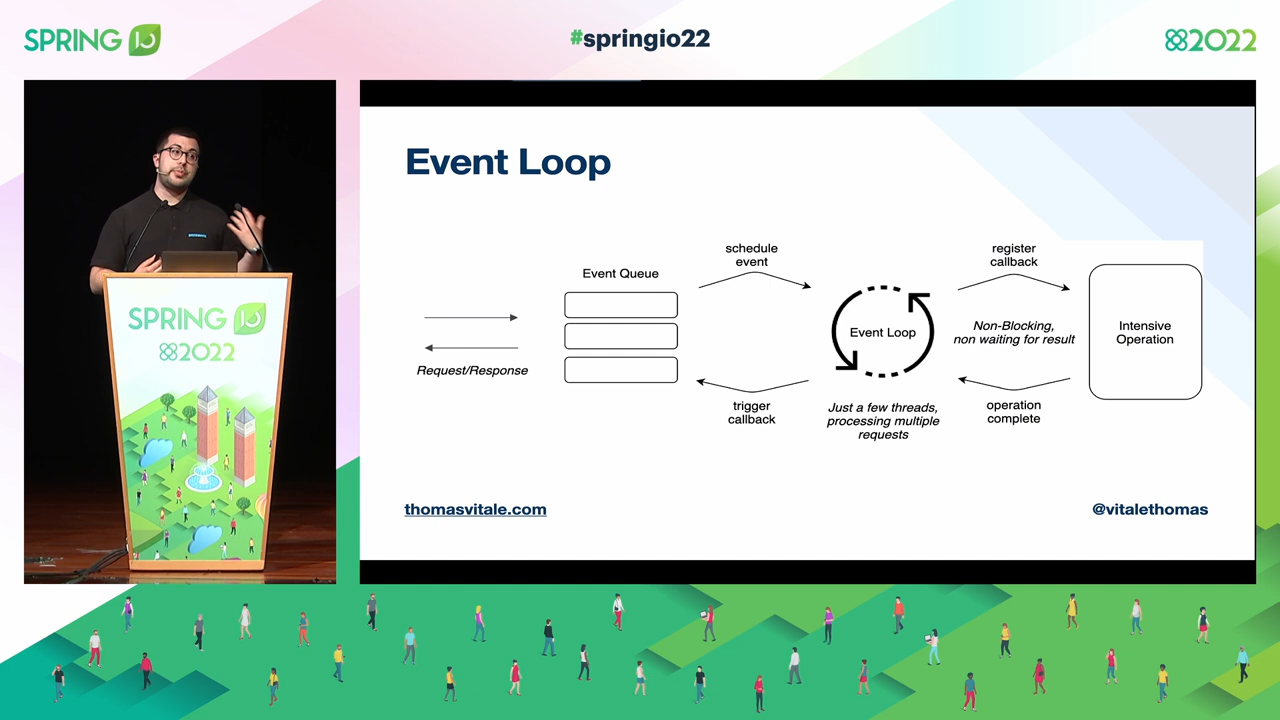 SPRING IO
#springio22
2022
Event Loop
schedule
event
register
callback
Event Queue
Event Loop
Non-Blocking,
non waiting for result
Intensive
Operation
Request/Response
trigger
callback
Just a few threads,
processing multiple
requests
operation
complete
thomasvitale.com
@vitalethomas
SPRING IO
2022